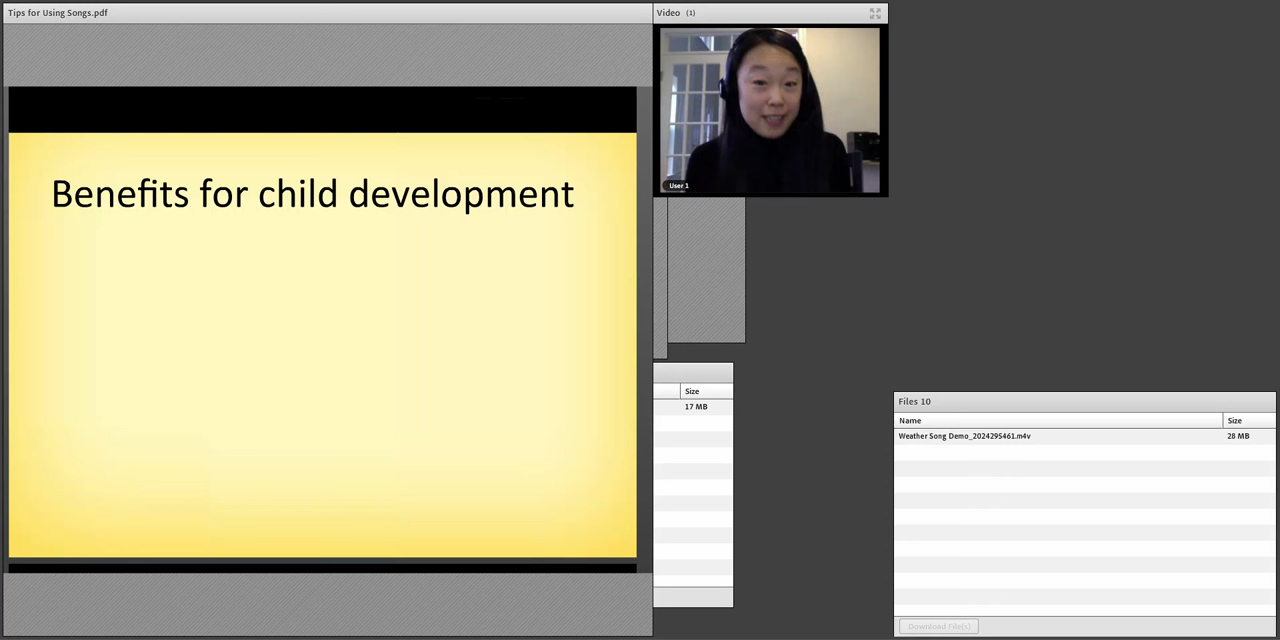 Tips for Using Songs.pdf
Video (1)
Benefits for child development
User 1
Size
17 MB
Files 10
Name Size
Weather Song Demo_2024295461.m4v 28 MB
Download File(s)